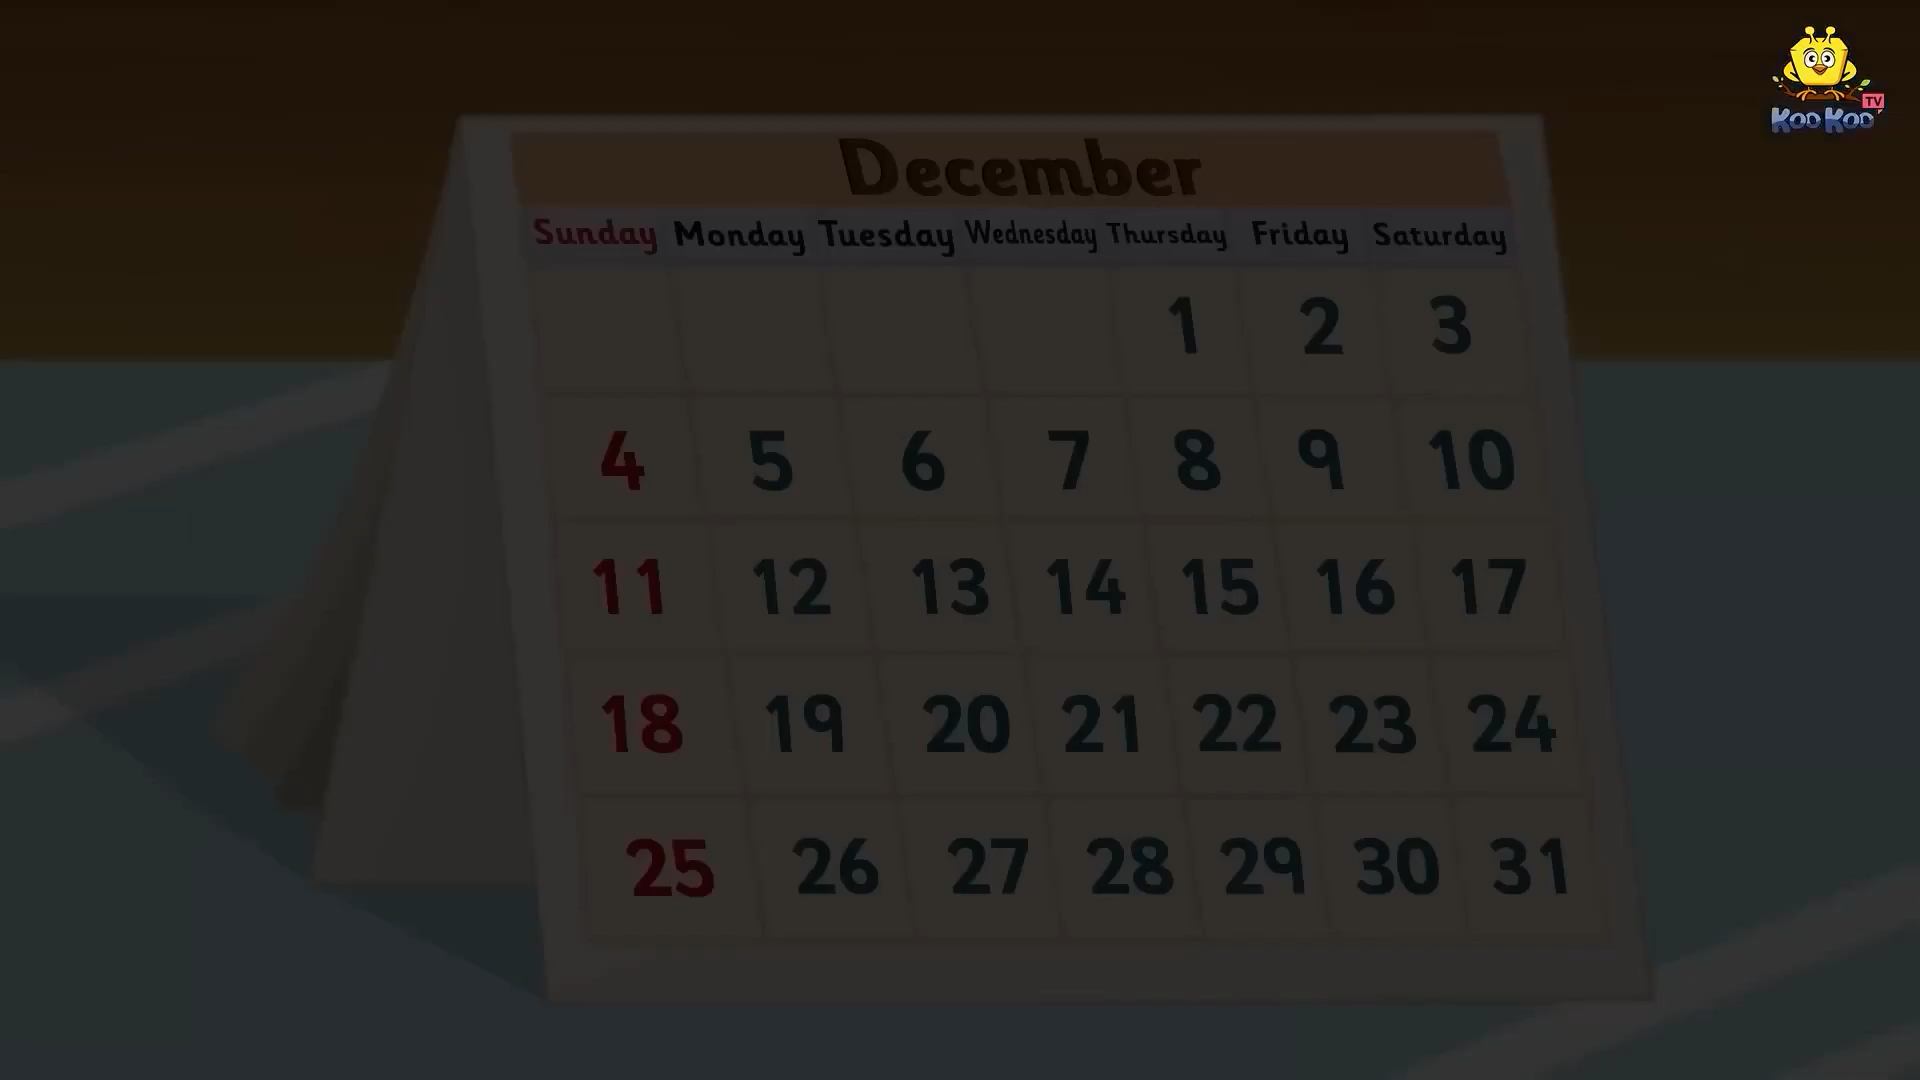 TV
Koo Koo
December
Sunday Monday Tuesday Wednesday Thursday Friday Saturday
1 2 3
4 5 6 7 8 9 10
11 12 13 14 15 16 17
18 19 20 21 22 23 24
25 26 27 28 29 30 31